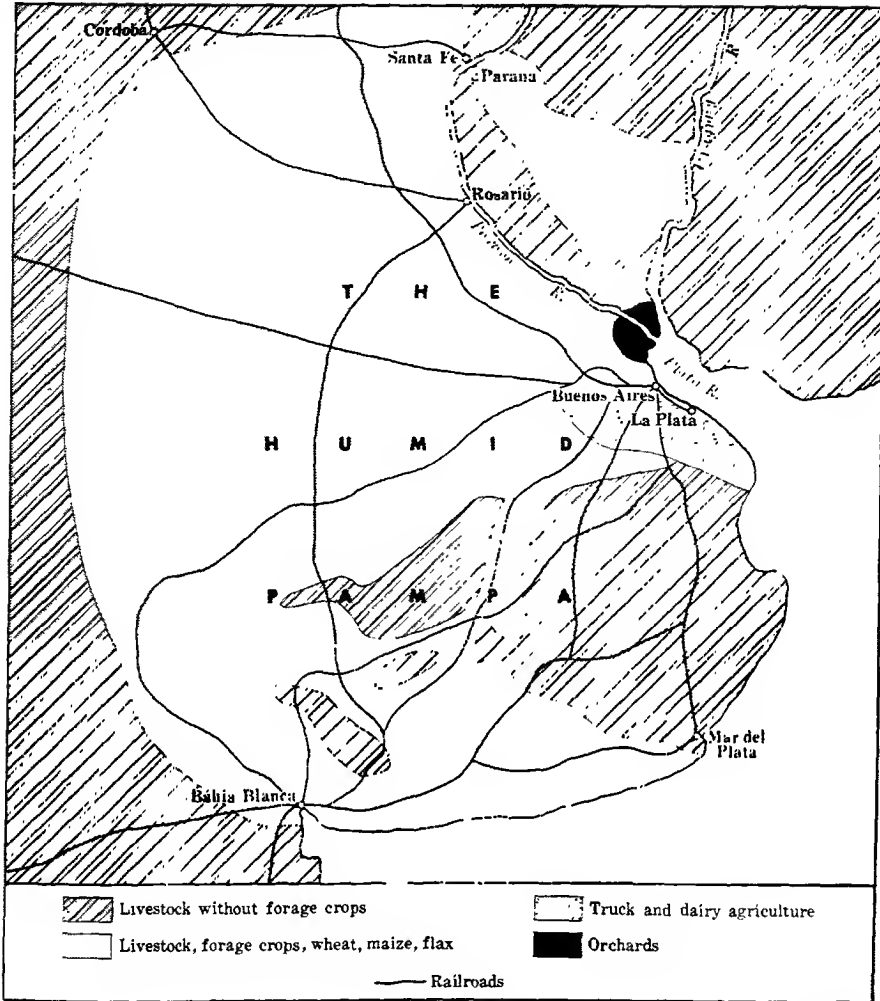 Córdoba
Santa Fe
Parana
R
Rosario
T H E
R.
Plata R.
Buenos Aires
La Plata
H U M I D
P A M P A
Mar del
Plata
Bahia Blanca
Livestock without forage crops
Truck and dairy agriculture
Livestock, forage crops, wheat, maize, flax
Orchards
Railroads